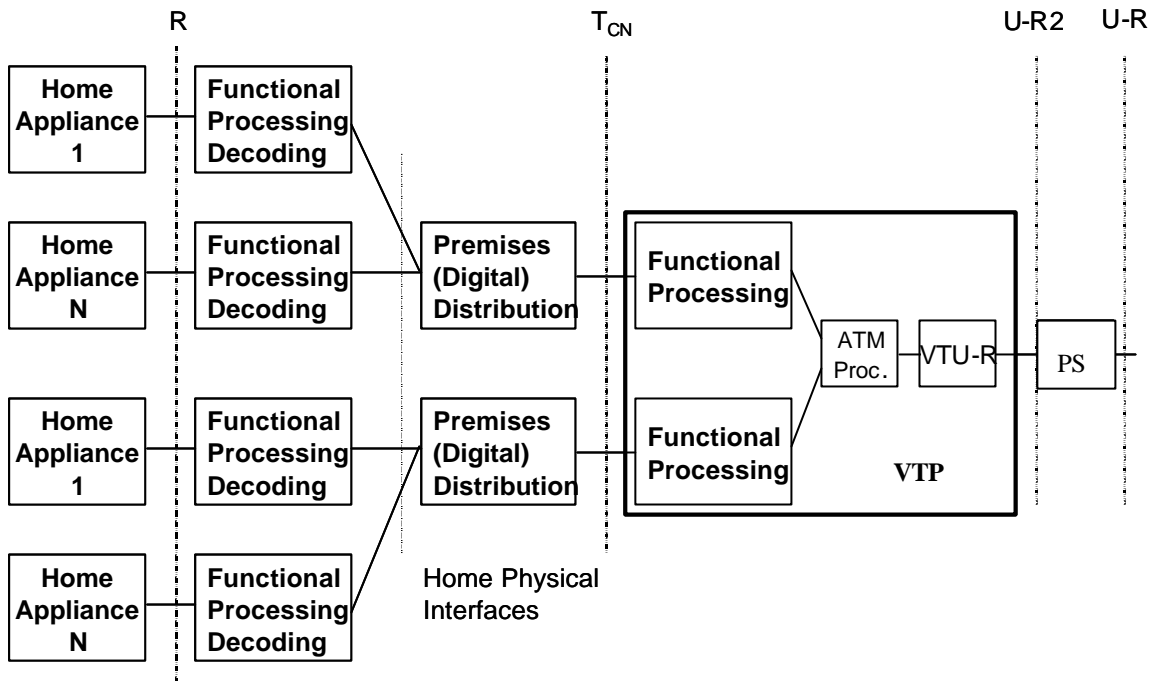 R
T_CN
U-R2
U-R
Home
Appliance
1
Functional
Processing
Decoding
Home
Appliance
N
Functional
Processing
Decoding
Premises
(Digital)
Distribution
Functional
Processing
ATM
Proc.
VTU-R
PS
Home
Appliance
1
Functional
Processing
Decoding
Premises
(Digital)
Distribution
Functional
Processing
VTP
Home
Appliance
N
Functional
Processing
Decoding
Home Physical
Interfaces